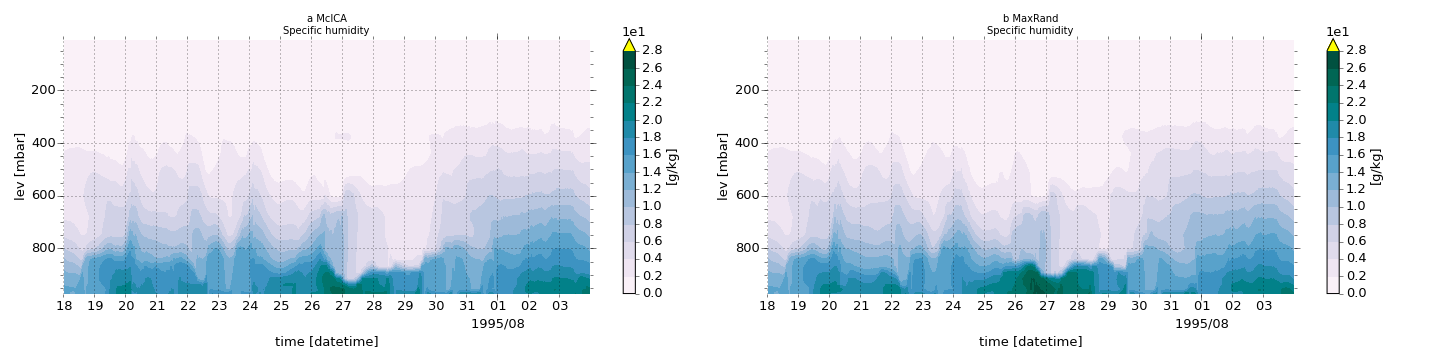 a McICA
Specific humidity
1e1
2.8
2.6
2.4
2.2
2.0
1.8
1.6
1.4
1.2
1.0
0.8
0.6
0.4
0.2
0.0
[g/kg]
200
400
600
800
lev [mbar]
18 19 20 21 22 23 24 25 26 27 28 29 30 01 02 03
1995/08
time [datetime]
b MaxRand
Specific humidity
1e1
2.8
2.6
2.4
2.2
2.0
1.8
1.6
1.4
1.2
1.0
0.8
0.6
0.4
0.2
0.0
[g/kg]
200
400
600
800
lev [mbar]
18 19 20 21 22 23 24 25 26 27 28 29 30 01 02 03
1995/08
time [datetime]